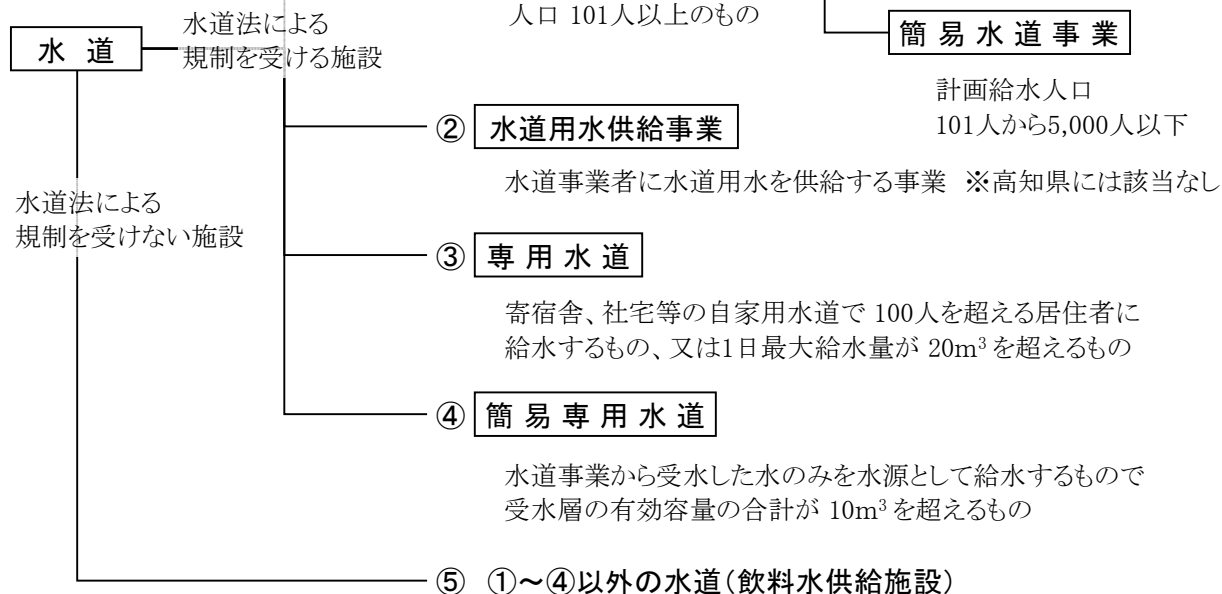 人口 101人以上のもの
水道法による
規制を受ける施設
水 道
簡 易 水 道 事 業
計画給水人口
101人から5,000人以下
② 水道用水供給事業
水道事業者に水道用水を供給する事業 ※高知県には該当なし
水道法による
規制を受けない施設
③ 専 用 水 道
寄宿舎、社宅等の自家用水道で 100人を超える居住者に
給水するもの、又は1日最大給水量が 20m³を超えるもの
④ 簡 易 専 用 水 道
水道事業から受水した水のみを水源として給水するもので
受水層の有効容量の合計が 10m³を超えるもの
⑤ ①～④以外の水道(飲料水供給施設)